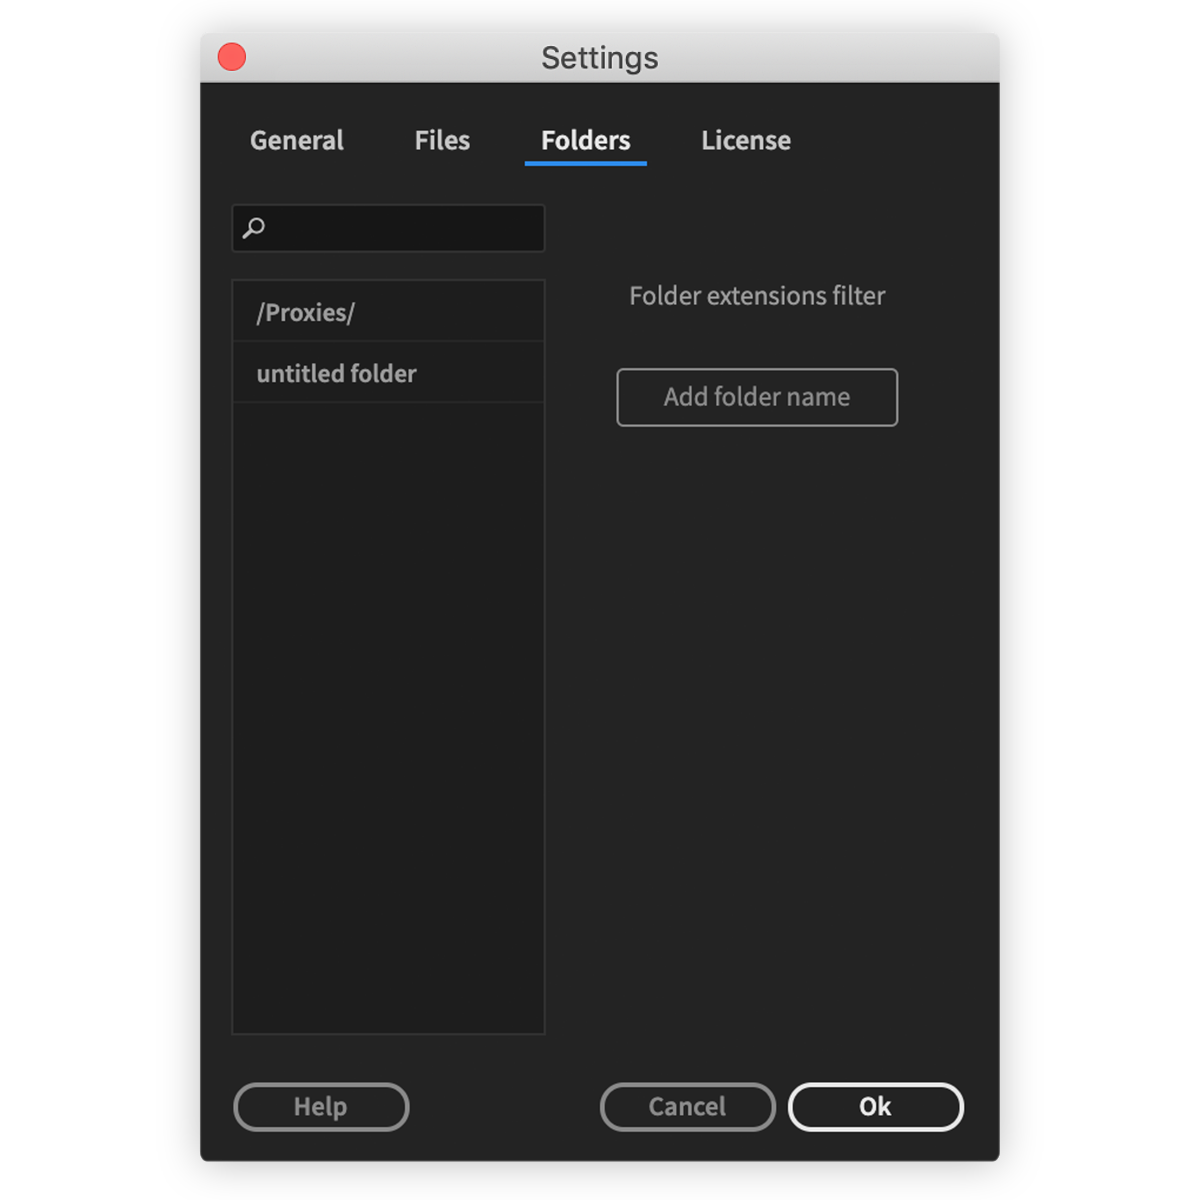 Settings
General Files Folders License
/Proxies/
untitled folder
Folder extensions filter
Add folder name
Help Cancel Ok